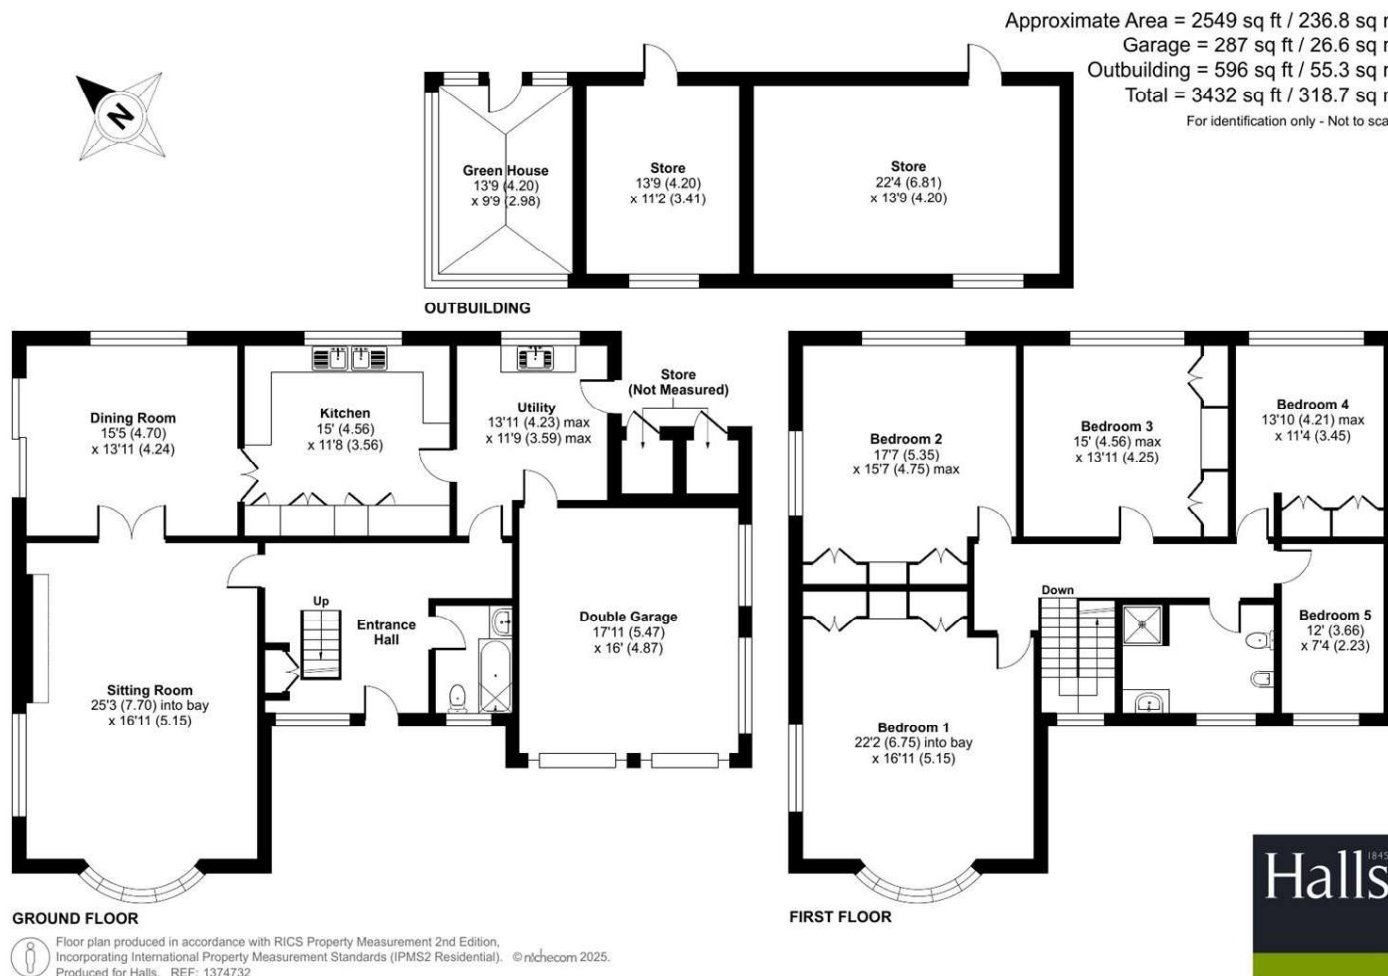 Approximate Area = 2549 sq ft / 236.8 sq m
Garage = 287 sq ft / 26.6 sq m
Outbuilding = 596 sq ft / 55.3 sq m
Total = 3432 sq ft / 318.7 sq m
For identification only - Not to sca
N
Green House
13'9 (4.20)
x 9'9 (2.98)
Store
13'9 (4.20)
x 11'2 (3.41)
Store
22'4 (6.81)
x 13'9 (4.20)
OUTBUILDING
Dining Room
15'5 (4.70)
x 13'11 (4.24)
Kitchen
15' (4.56)
x 11'8 (3.56)
Utility
13'11 (4.23) max
x 11'9 (3.59) max
Store
(Not Measured)
Up
Entrance
Hall
Double Garage
17'11 (5.47)
x 16' (4.87)
Sitting Room
25'3 (7.70) into bay
x 16'11 (5.15)
GROUND FLOOR
Bedroom 2
17'7 (5.35)
x 15'7 (4.75) max
Bedroom 3
15' (4.56) max
x 13'11 (4.25)
Bedroom 4
13'10 (4.21) max
x 11'4 (3.45)
Down
Bedroom 5
12' (3.66)
x 7'4 (2.23)
Bedroom 1
22'2 (6.75) into bay
x 16'11 (5.15)
FIRST FLOOR
Halls
1845
Floor plan produced in accordance with RICS Property Measurement 2nd Edition,
Incorporating International Property Measurement Standards (IPMS2 Residential). © nichecom 2025.
Produced for Halls. REF: 1374732